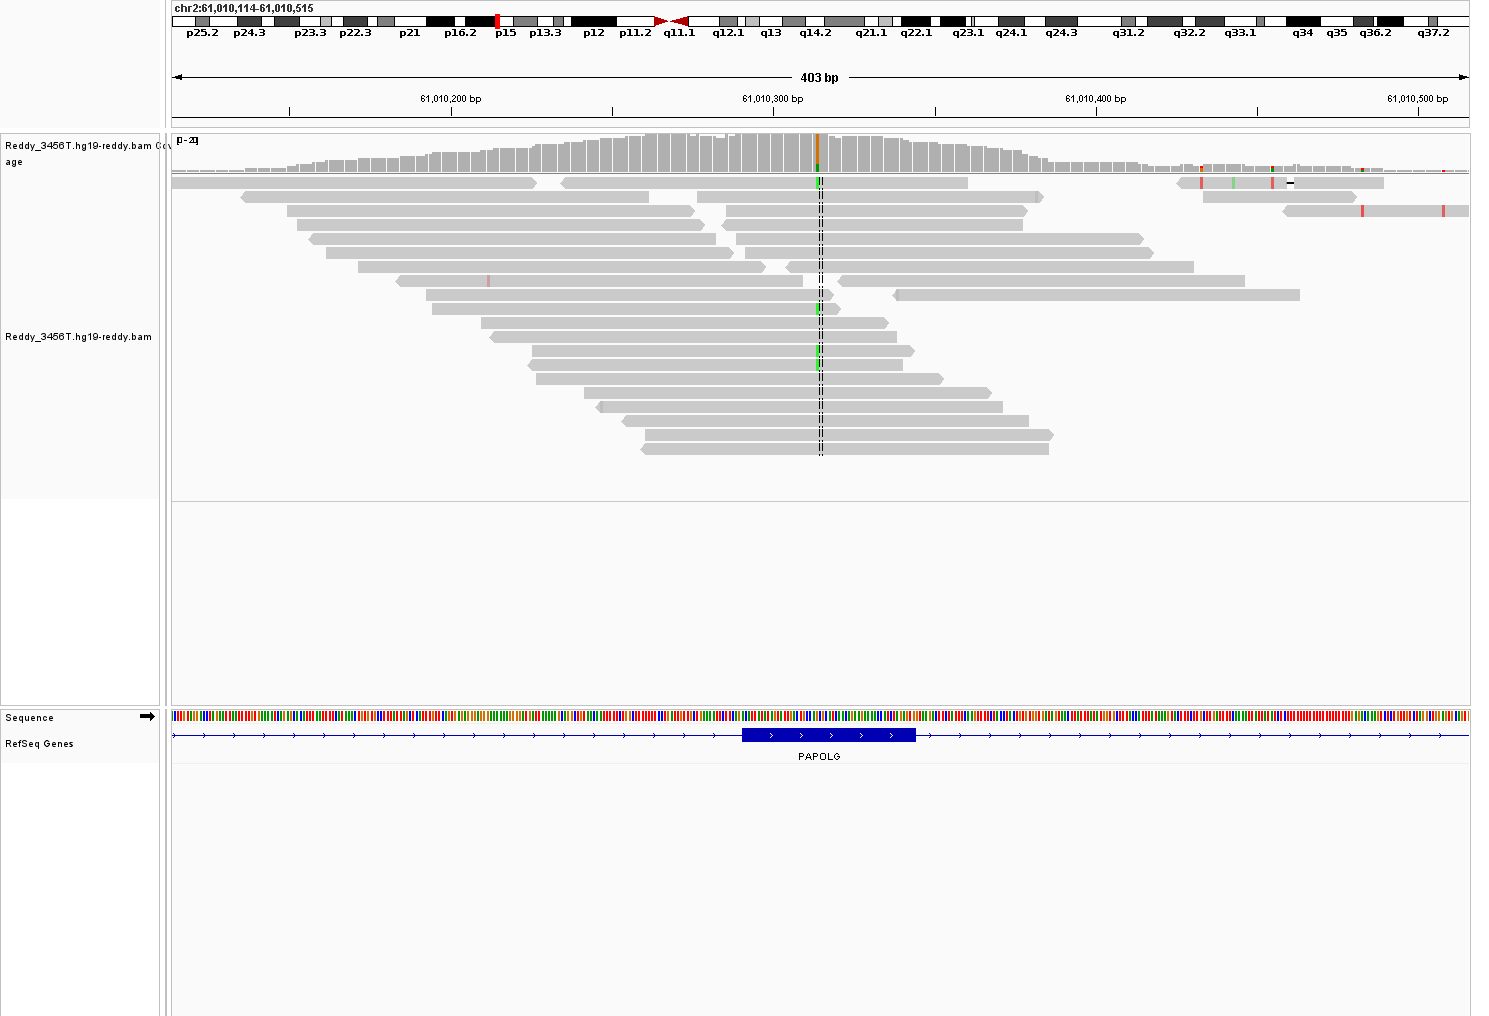 chr2:61,010,114-61,010,515
p25.2 p24.3 p23.3 p22.3 p21 p16.2 p15 p13.3 p12 p11.2 q11.1 q12.1 q13 q14.2 q21.1 q22.1 q23.1 q24.1 q24.3 q31.2 q32.2 q33.1 q34 q35 q36.2 q37.2
403 bp
61,010,200 bp 61,010,300 bp 61,010,400 bp 61,010,500 bp
Reddy_3456T.hg19-reddy.bam Cov
age
[0 - 20]
Reddy_3456T.hg19-reddy.bam
Sequence
RefSeq Genes
PAPOLG